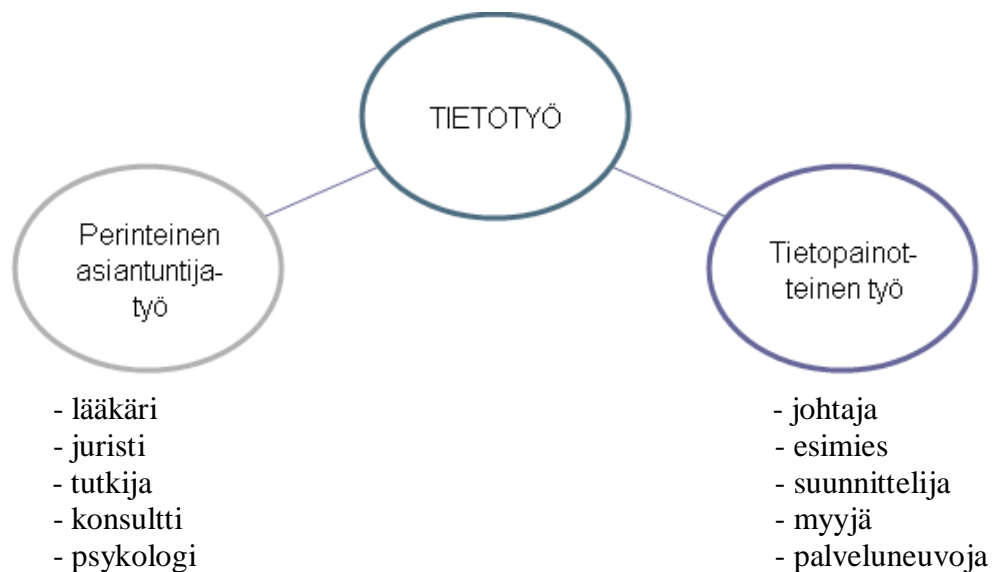 TIETOTYÖ
Perinteinen
asiantuntija-
työ
- lääkäri
- juristi
- tutkija
- konsultti
- psykologi
Tietopainot-
teinen työ
- johtaja
- esimies
- suunnittelija
- myyjä
- palveluneuvoja